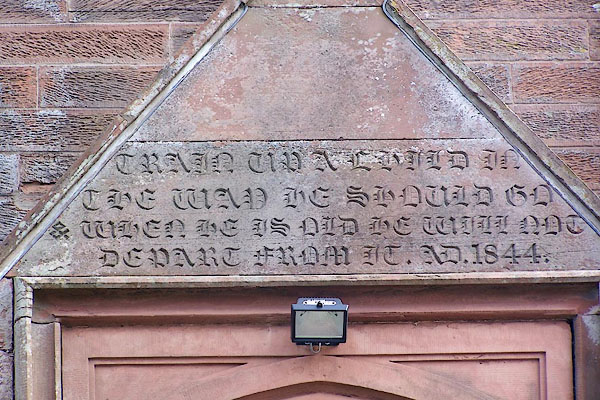 TRAIN UP A CHILD IN
THE WAY HE SHOULD GO
& WHEN HE IS OLD HE WILL NOT
DEPART FROM IT. AD. 1844.